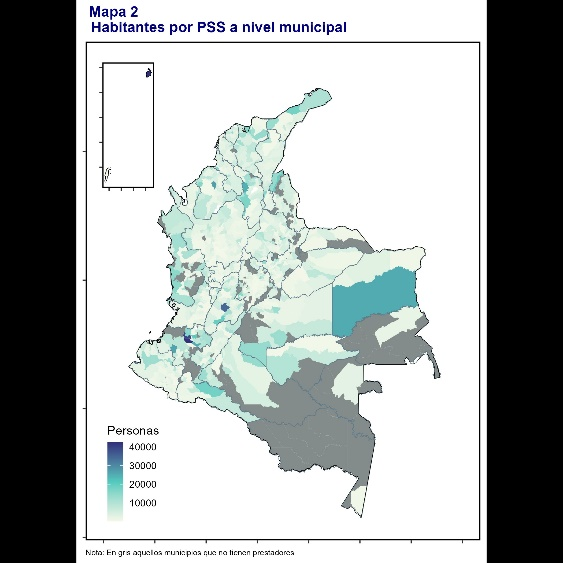 Mapa 2
Habitantes por PSS a nivel municipal
Personas
40000
30000
20000
10000
Nota: En gris aquellos municipios que no tienen prestadores